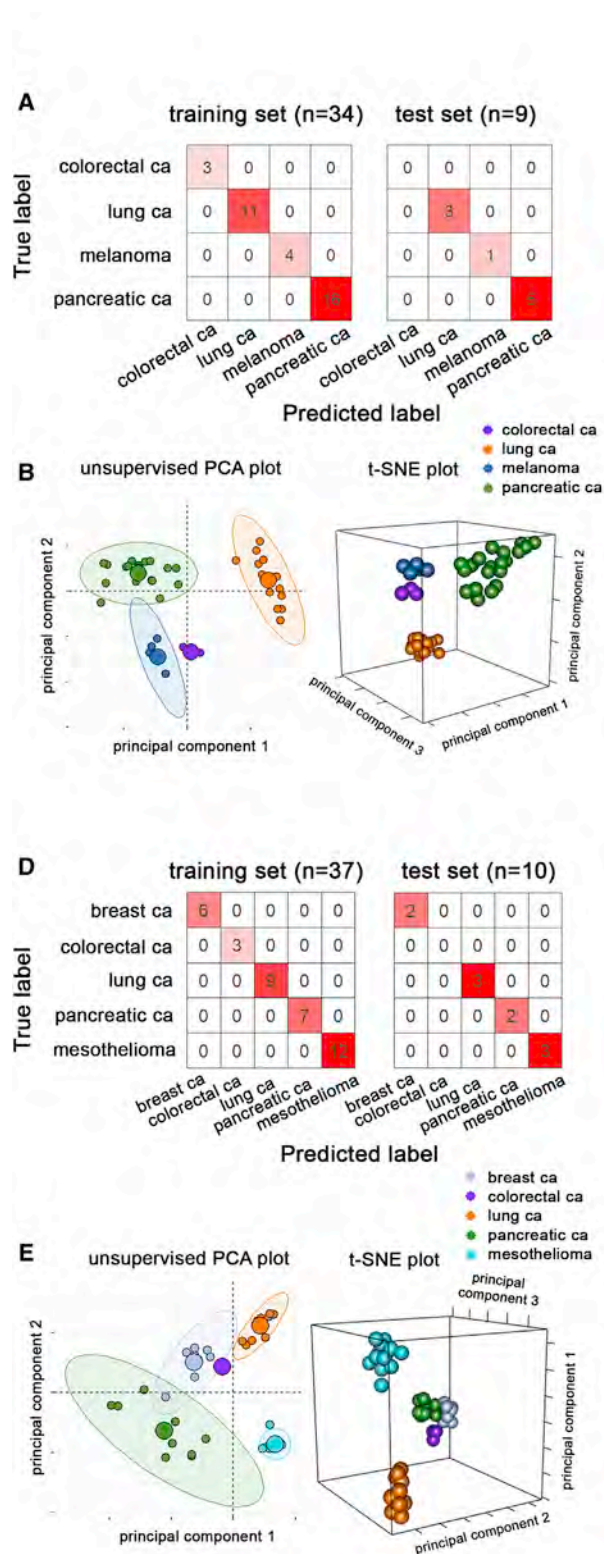 A
training set (n=34) test set (n=9)
True label
colorectal ca 3 0 0 0 0 0 0 0
lung ca 0 11 0 0 0 3 0 0
melanoma 0 0 4 0 0 0 1 0
pancreatic ca 0 0 0 16 0 0 0 5
colorectal ca lung ca melanoma pancreatic ca colorectal ca lung ca melanoma pancreatic ca
Predicted label
colorectal ca
lung ca
melanoma
pancreatic ca
B
unsupervised PCA plot t-SNE plot
principal component 2
principal component 1
principal component 2
principal component 3
principal component 1
D
training set (n=37) test set (n=10)
True label
breast ca 6 0 0 0 0 2 0 0 0 0
colorectal ca 0 3 0 0 0 0 0 0 0 0
lung ca 0 0 9 0 0 0 0 3 0 0
pancreatic ca 0 0 0 7 0 0 0 0 2 0
mesothelioma 0 0 0 0 12 0 0 0 0 3
breast ca colorectal ca lung ca pancreatic ca mesothelioma breast ca colorectal ca lung ca pancreatic ca mesothelioma
Predicted label
breast ca
colorectal ca
lung ca
pancreatic ca
mesothelioma
E
unsupervised PCA plot t-SNE plot
principal component 2
principal component 1
principal component 3
principal component 1
principal component 2